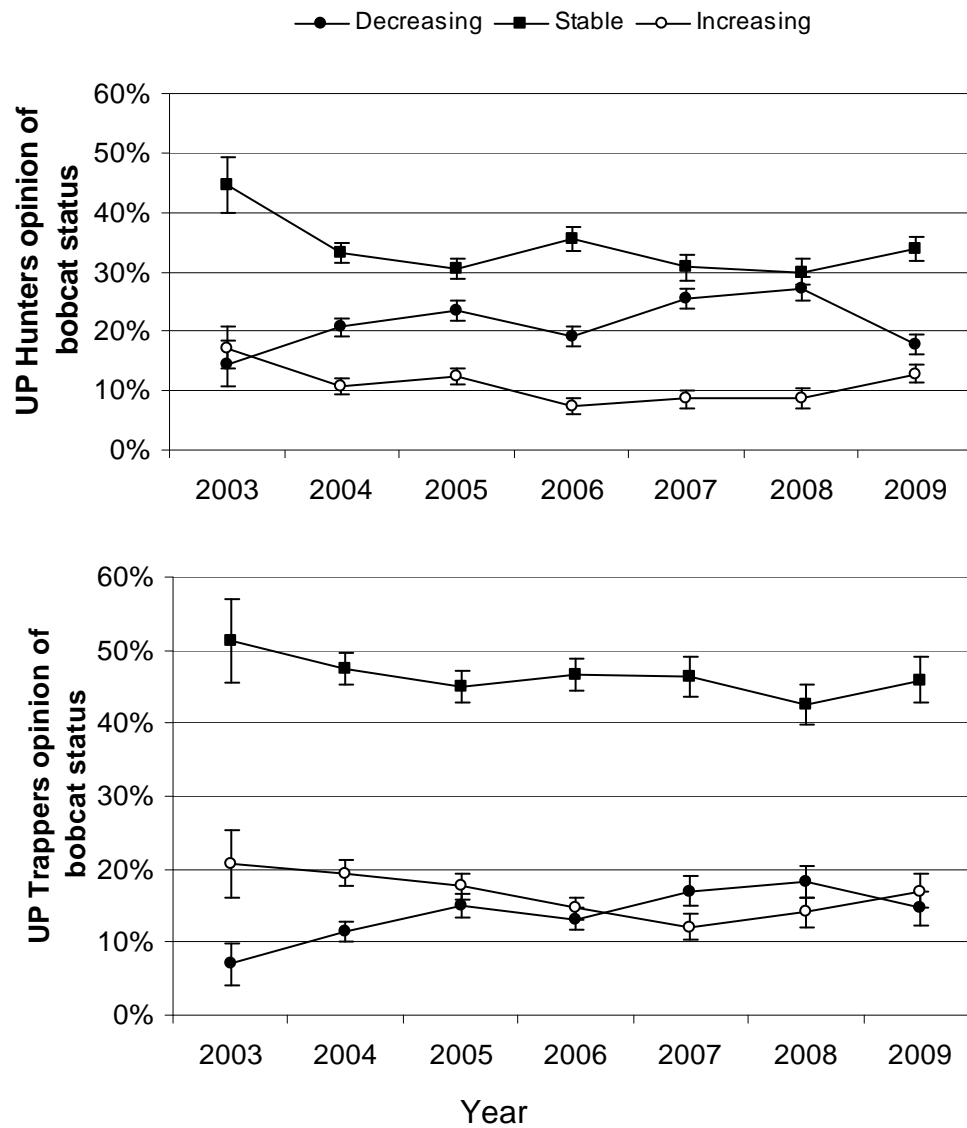 Decreasing Stable Increasing
UP Hunters opinion of
bobcat status
60%
50%
40%
30%
20%
10%
0%
2003 2004 2005 2006 2007 2008 2009
UP Trappers opinion of
bobcat status
60%
50%
40%
30%
20%
10%
0%
2003 2004 2005 2006 2007 2008 2009
Year